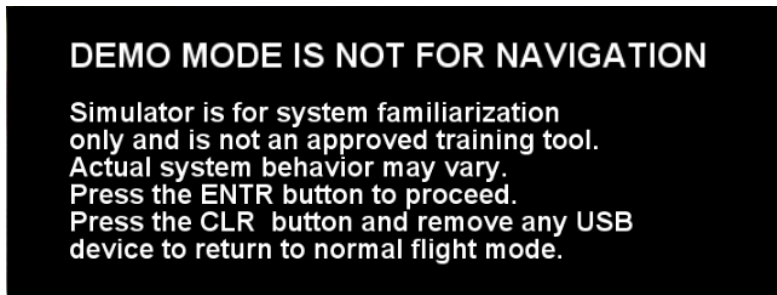 DEMO MODE IS NOT FOR NAVIGATION
Simulator is for system familiarization
only and is not an approved training tool.
Actual system behavior may vary.
Press the ENTR button to proceed.
Press the CLR  button and remove any USB
device to return to normal flight mode.